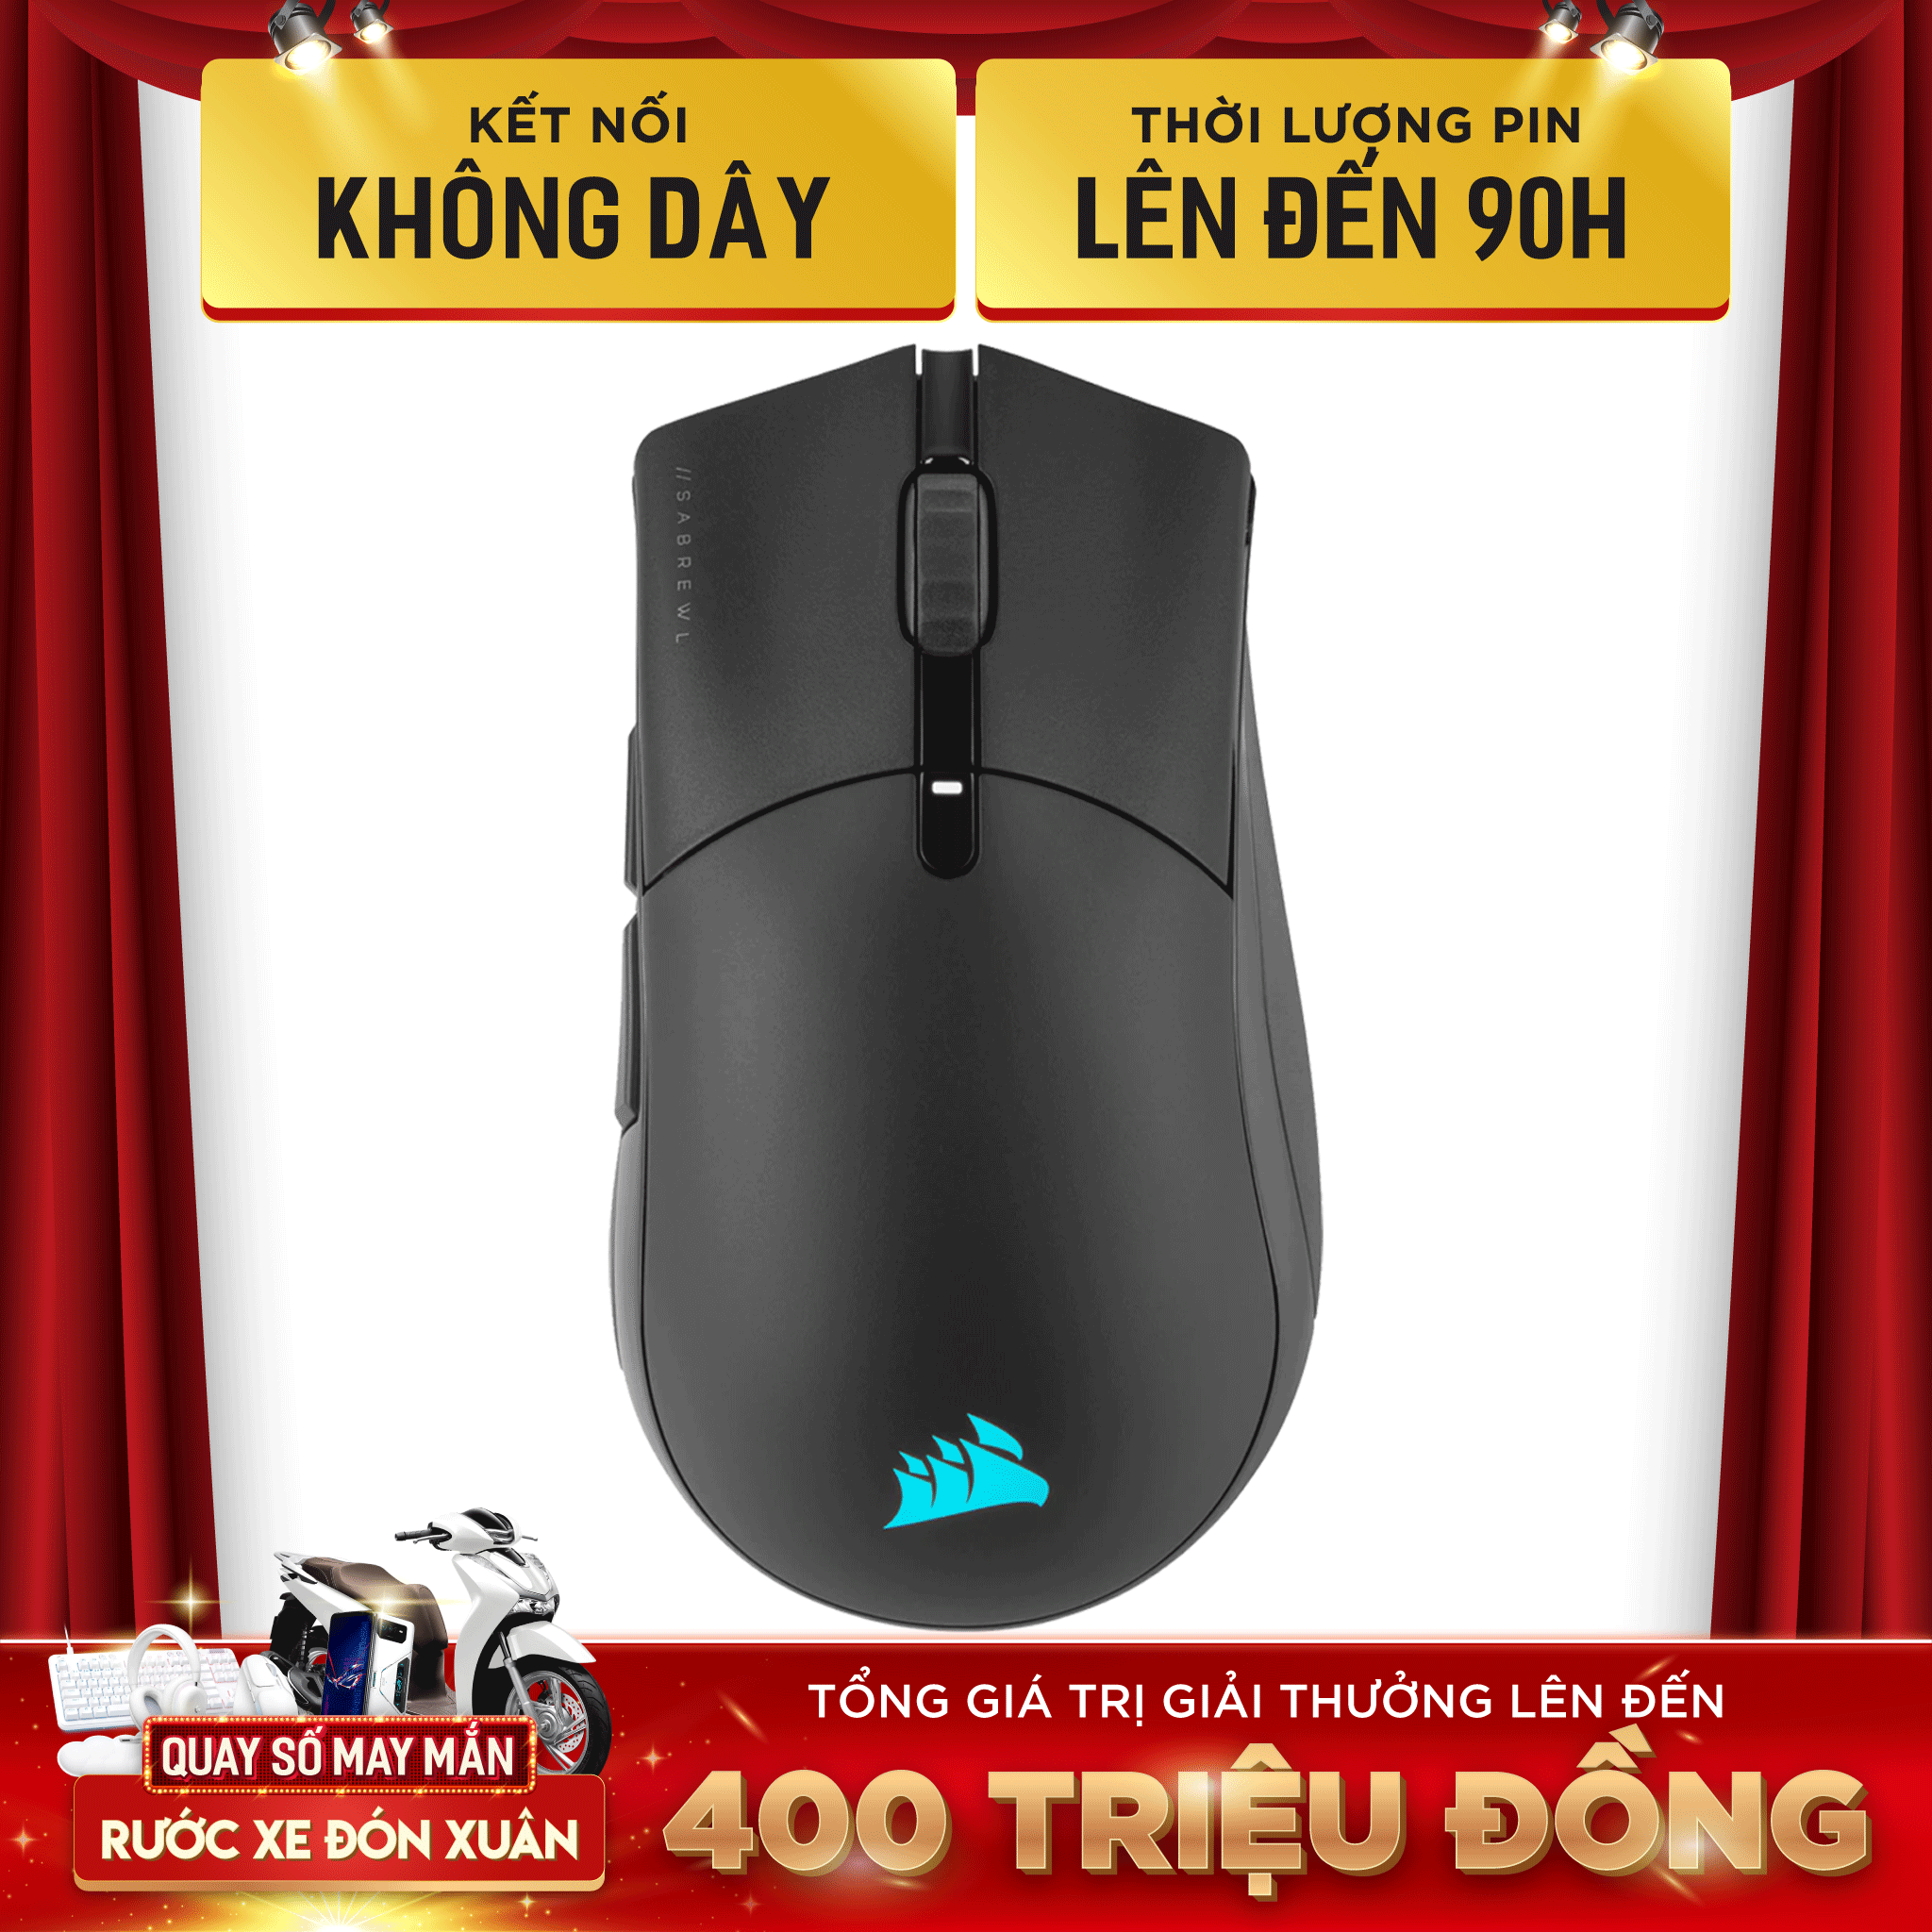 KẾT NỐI
KHÔNG DÂY
THỜI LƯỢNG PIN
LÊN ĐẾN 90H
//SABRE WL
QUAY SỐ MAY MẮN
RƯỚC XE ĐÓN XUÂN
TỔNG GIÁ TRỊ GIẢI THƯỞNG LÊN ĐẾN
400 TRIỆU ĐỒNG